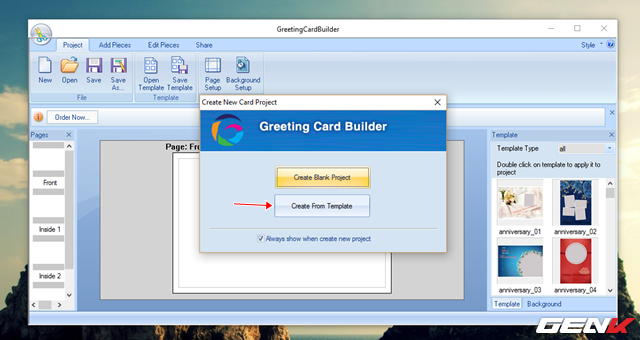 GreetingCardBuilder
Project Add Pieces Edit Pieces Share Style
New Open Save Save As... Open Template Save Template Page Setup Background Setup
File Template
Order Now...
Pages
Front
Inside 1
Inside 2
Page: Fro
Create New Card Project
Greeting Card Builder
Create Blank Project
Create From Template
Always show when create new project
Template
Template Type all
Double click on template to apply it to
project
anniversary_01 anniversary_02
anniversary_03 anniversary_04
Template Background
GENK